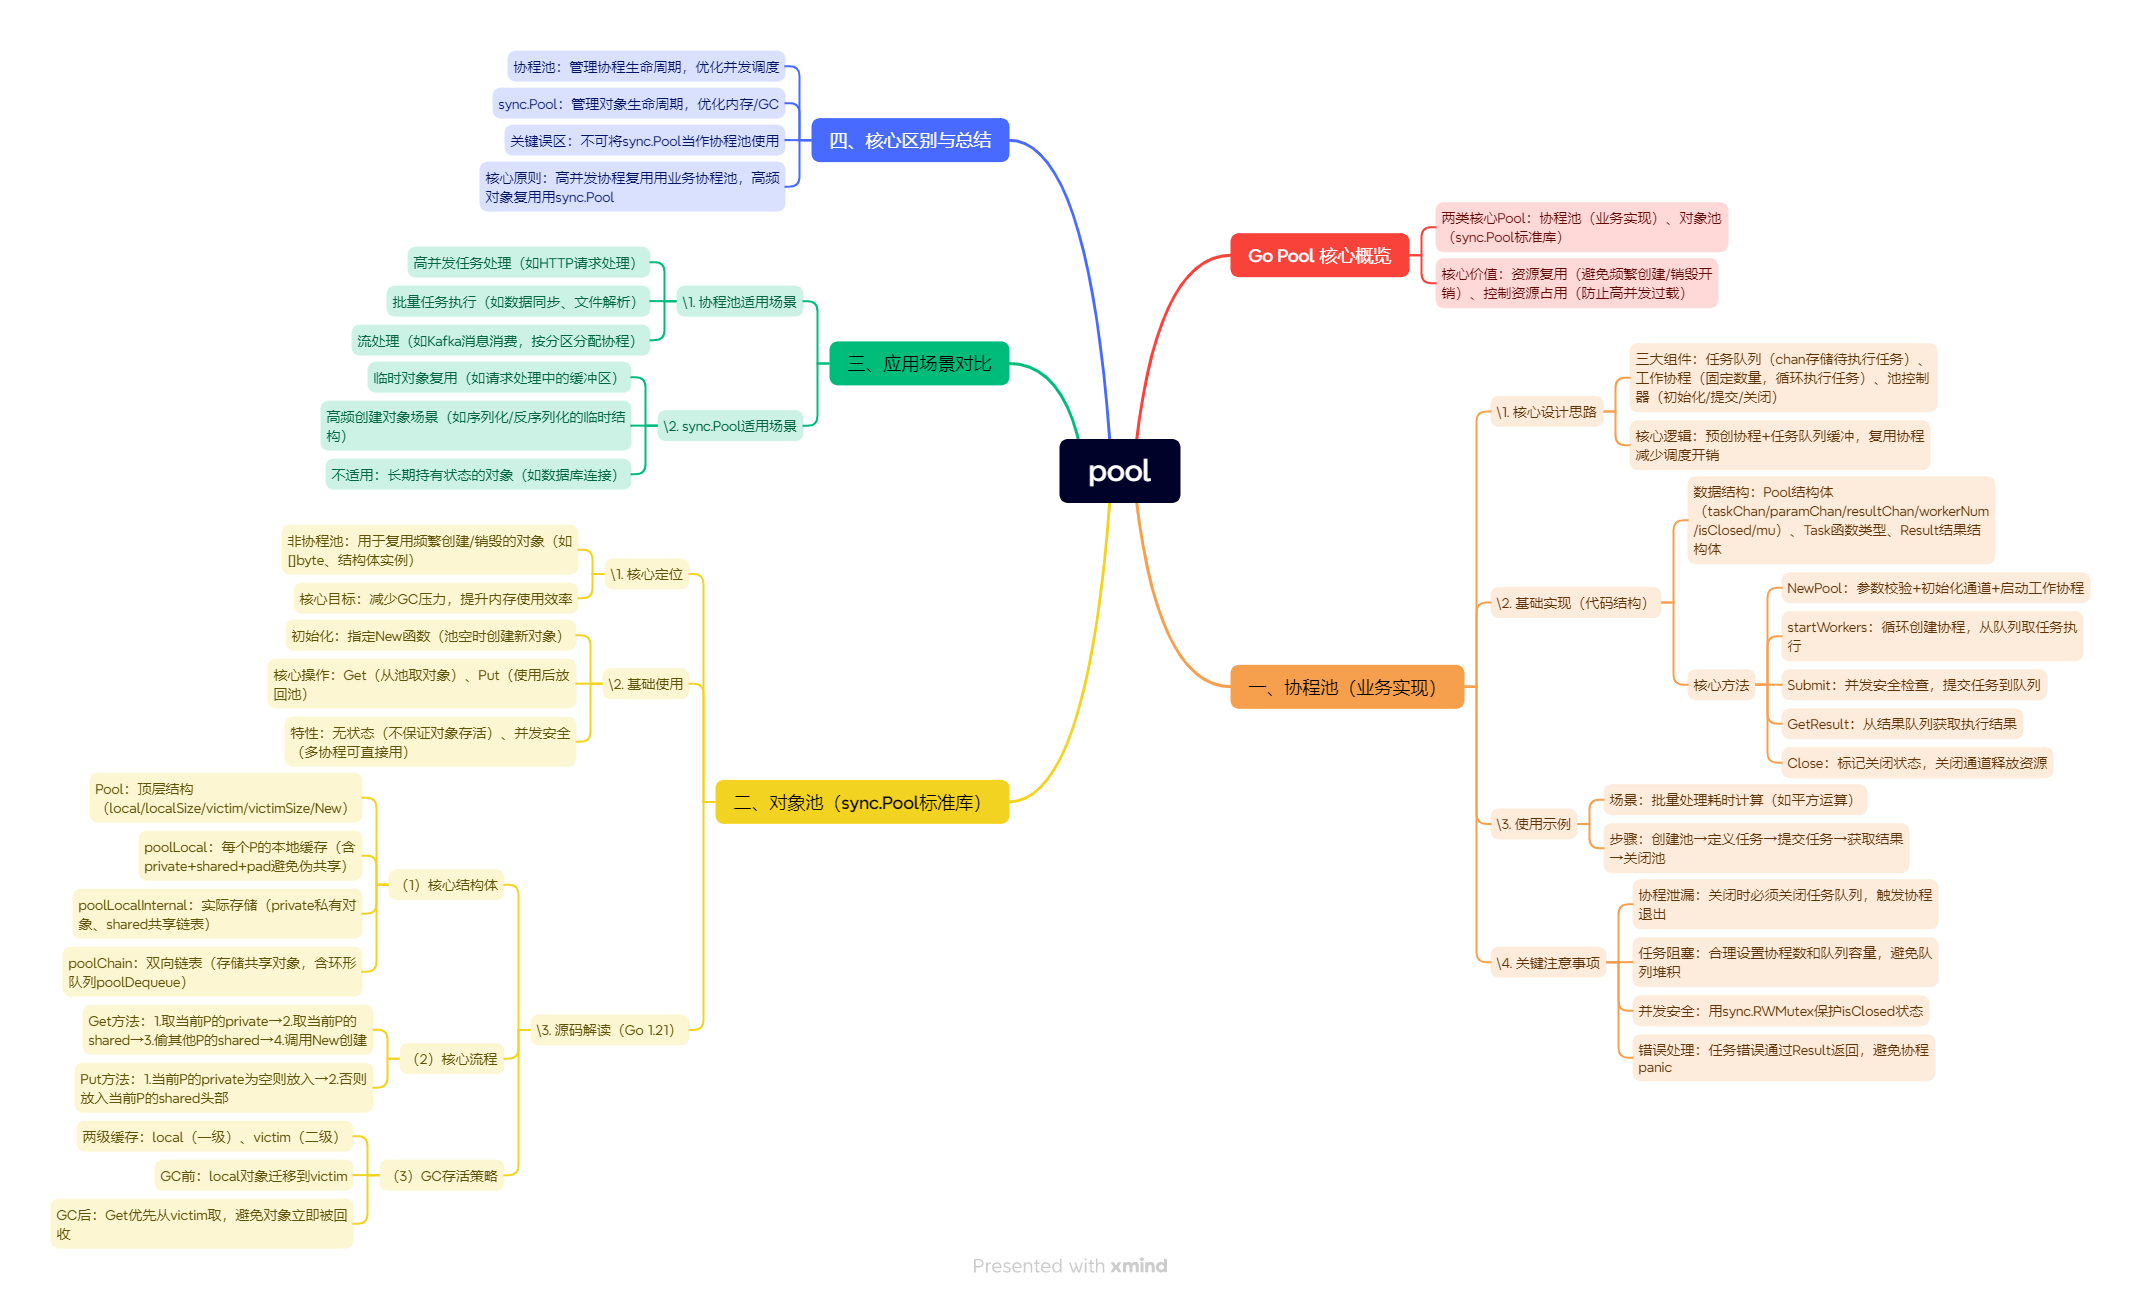 pool
Go Pool 核心概览
两类核心Pool：协程池（业务实现）、对象池
（sync.Pool标准库）
核心价值：资源复用（避免频繁创建/销毁开
销）、控制资源占用（防止高并发过载）
一、协程池（业务实现）
\1. 核心设计思路
三大组件：任务队列（chan存储待执行任务）、
工作协程（固定数量，循环执行任务）、池控制
器（初始化/提交/关闭）
核心逻辑：预创协程+任务队列缓冲，复用协程
减少调度开销
\2. 基础实现（代码结构）
数据结构：Pool结构体
（taskChan/paramChan/resultChan/workerNum
/isClosed/mu）、Task函数类型、Result结果结
构体
核心方法
NewPool：参数校验+初始化通道+启动工作协程
startWorkers：循环创建协程，从队列取任务执
行
Submit：并发安全检查，提交任务到队列
GetResult：从结果队列获取执行结果
Close：标记关闭状态，关闭通道释放资源
\3. 使用示例
场景：批量处理耗时计算（如平方运算）
步骤：创建池→定义任务→提交任务→获取结果
→关闭池
\4. 关键注意事项
协程泄漏：关闭时必须关闭任务队列，触发协程
退出
任务阻塞：合理设置协程数和队列容量，避免队
列堆积
并发安全：用sync.RWMutex保护isClosed状态
错误处理：任务错误通过Result返回，避免协程
panic
二、对象池（sync.Pool标准库）
\1. 核心定位
非协程池：用于复用频繁创建/销毁的对象（如
[]byte、结构体实例）
核心目标：减少GC压力，提升内存使用效率
\2. 基础使用
初始化：指定New函数（池空时创建新对象）
核心操作：Get（从池取对象）、Put（使用后放
回池）
特性：无状态（不保证对象存活）、并发安全
（多协程可直接用）
\3. 源码解读（Go 1.21）
（1）核心结构体
Pool：顶层结构
（local/localSize/victim/victimSize/New）
poolLocal：每个P的本地缓存（含
private+shared+pad避免伪共享）
poolLocalInternal：实际存储（private私有对
象、shared共享链表）
poolChain：双向链表（存储共享对象，含环形
队列poolDequeue）
（2）核心流程
Get方法：1.取当前P的private→2.取当前P的
shared→3.偷其他P的shared→4.调用New创建
Put方法：1.当前P的private为空则放入→2.否则
放入当前P的shared头部
（3）GC存活策略
两级缓存：local（一级）、victim（二级）
GC前：local对象迁移到victim
GC后：Get优先从victim取，避免对象立即被回
收
三、应用场景对比
\1. 协程池适用场景
高并发任务处理（如HTTP请求处理）
批量任务执行（如数据同步、文件解析）
流处理（如Kafka消息消费，按分区分配协程）
\2. sync.Pool适用场景
临时对象复用（如请求处理中的缓冲区）
高频创建对象场景（如序列化/反序列化的临时结
构）
不适用：长期持有状态的对象（如数据库连接）
四、核心区别与总结
协程池：管理协程生命周期，优化并发调度
sync.Pool：管理对象生命周期，优化内存/GC
关键误区：不可将sync.Pool当作协程池使用
核心原则：高并发协程复用用业务协程池，高频
对象复用用sync.Pool
Presented with xmind